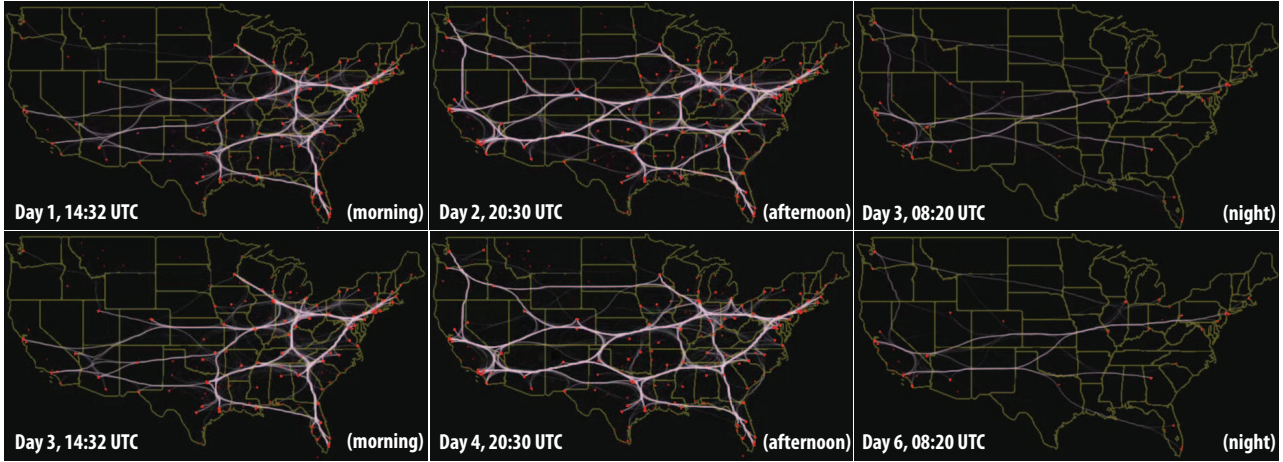 Day 1, 14:32 UTC (morning)
Day 2, 20:30 UTC (afternoon)
Day 3, 08:20 UTC (night)
Day 3, 14:32 UTC (morning)
Day 4, 20:30 UTC (afternoon)
Day 6, 08:20 UTC (night)